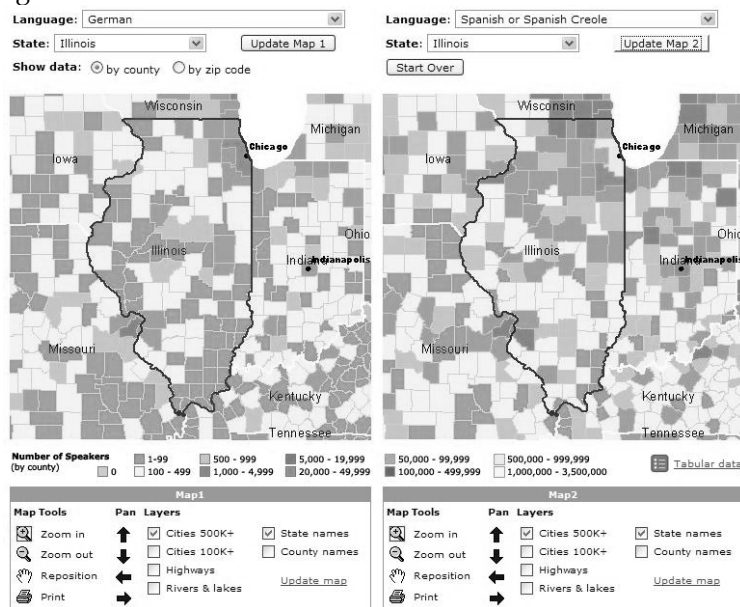 Language: German
State: Illinois Update Map 1
Show data: by county by zip code
Language: Spanish or Spanish Creole
State: Illinois Update Map 2
Start Over
Wisconsin
Michigan
Chicago
Iowa
Ohio
Illinois
Indiana
Indianapolis
Missouri
Kentucky
Tennessee
Wisconsin
Michigan
Chicago
Iowa
Ohio
Illinois
Indiana
Indianapolis
Missouri
Kentucky
Tennessee
Number of Speakers
(by county)
0
1-99
100 - 499
500 - 999
1,000 - 4,999
5,000 - 19,999
20,000 - 49,999
50,000 - 99,999
100,000 - 499,999
500,000 - 999,999
1,000,000 - 3,500,000
Tabular data
Map1
Map Tools Pan Layers
Zoom in Cities 500K+ State names
Zoom out Cities 100K+ County names
Reposition Highways
Print Rivers & lakes
Update map
Map2
Map Tools Pan Layers
Zoom in Cities 500K+ State names
Zoom out Cities 100K+ County names
Reposition Highways
Print Rivers & lakes
Update map